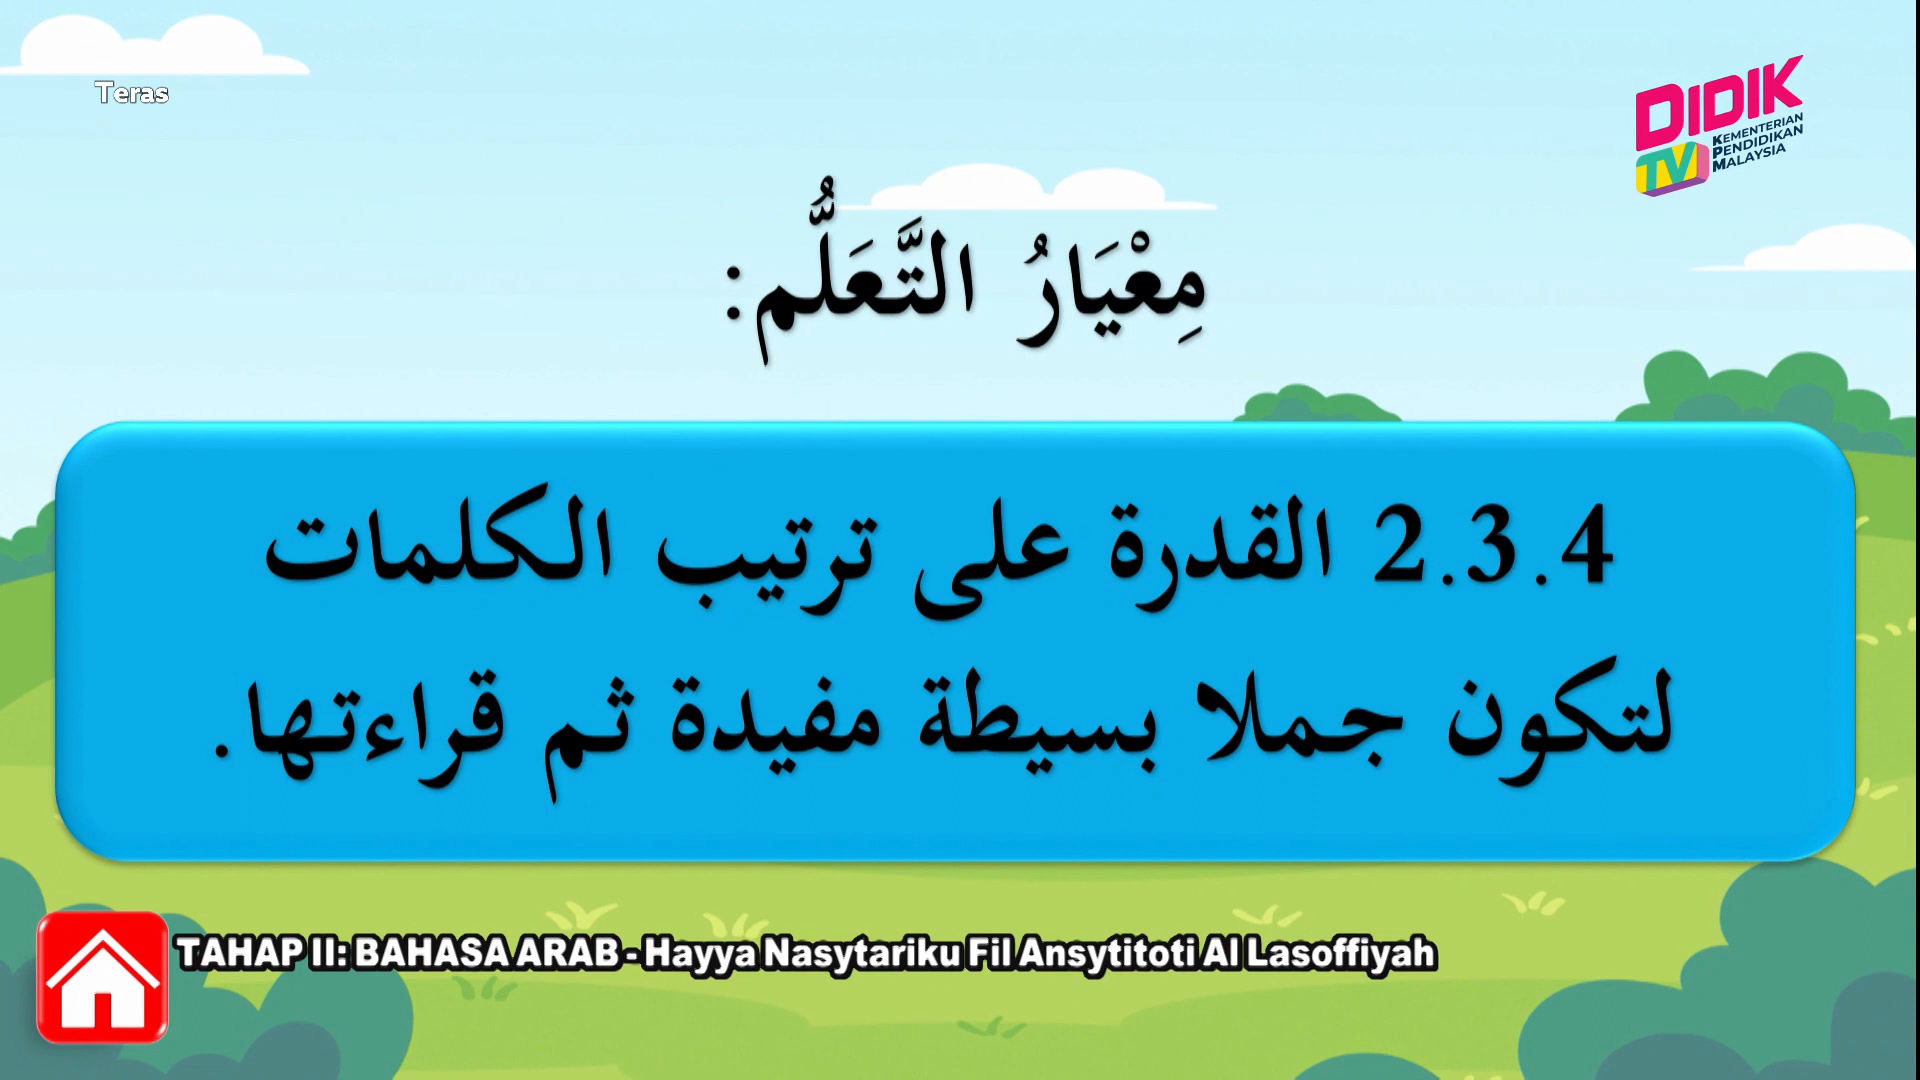 Teras
DIDIK
TV
KEMENTERIAN
PENDIDIKAN
MALAYSIA
مِعْيَارُ التَّعَلُّم:
2.3.4 القدرة على ترتيب الكلمات
لتكون جملا بسيطة مفيدة ثم قراءتها.
TAHAP II: BAHASA ARAB - Hayya Nasytariku Fil Ansytitoti Al Lasoffiyah